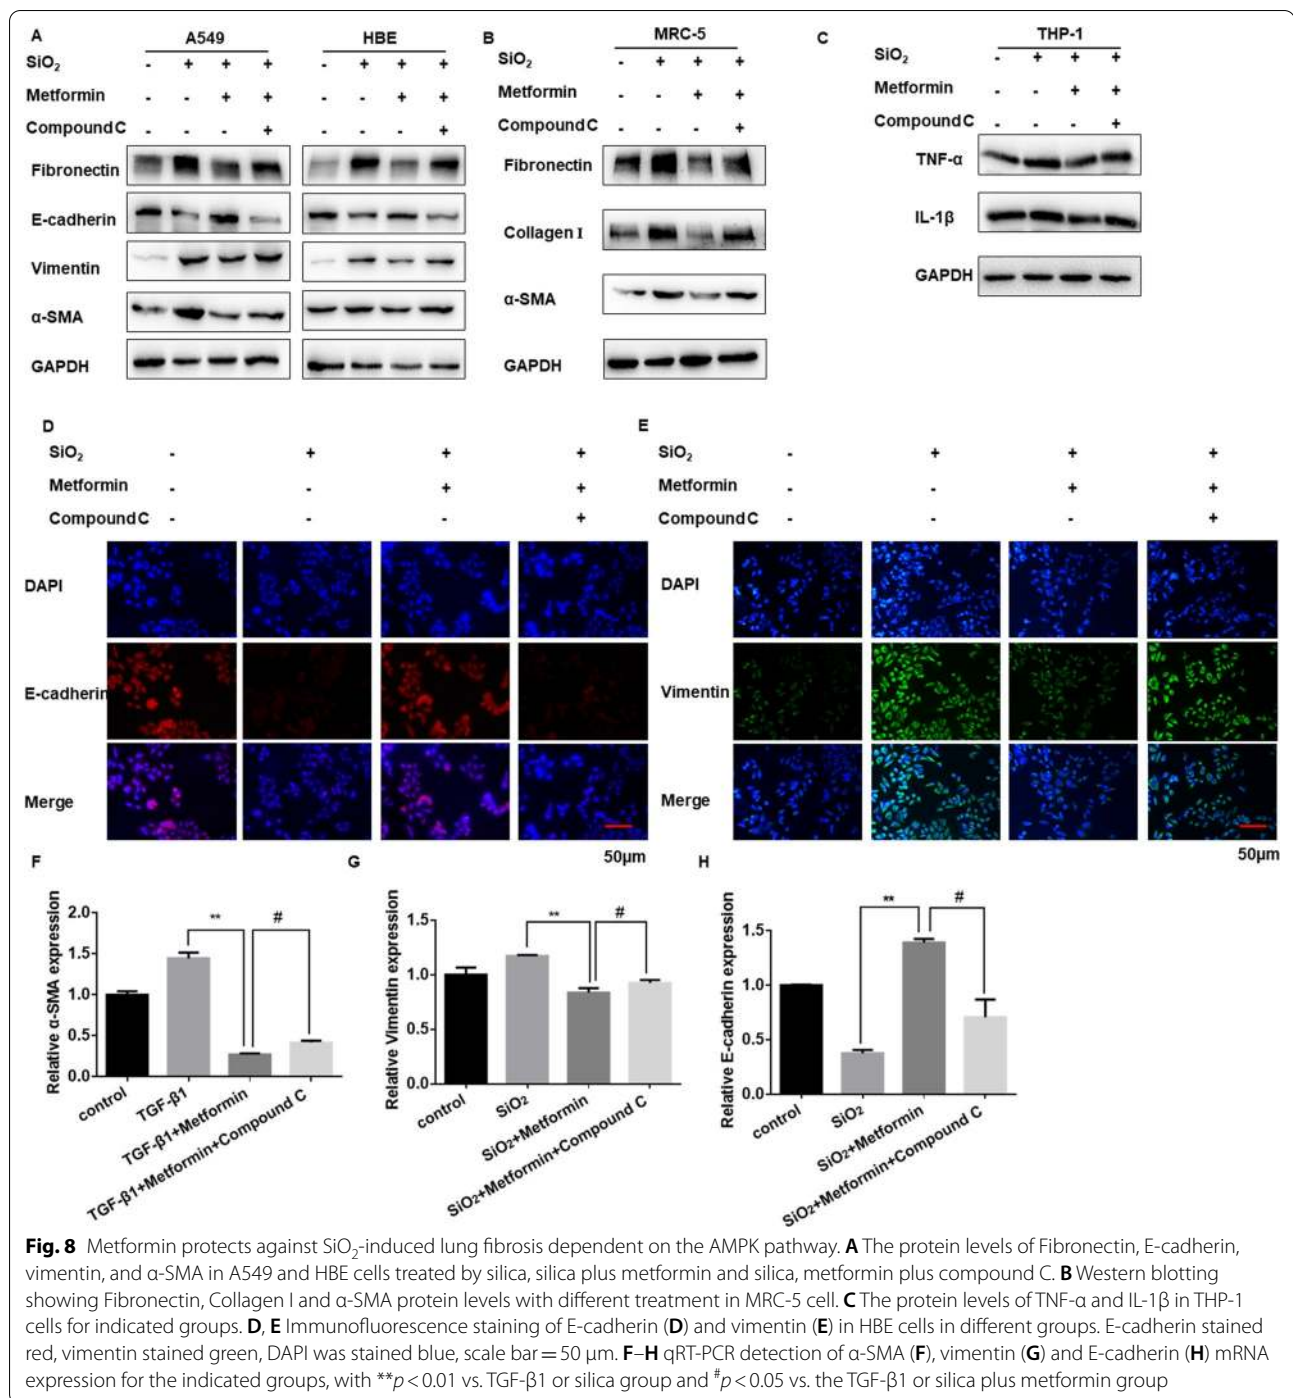 A
A549
HBE
SiO2 - + + + - + + +
Metformin - - + + - - + +
Compound C - - - + - - - +
Fibronectin
E-cadherin
Vimentin
α-SMA
GAPDH
B
MRC-5
SiO2 - + + +
Metformin - - + +
Compound C - - - +
Fibronectin
Collagen I
α-SMA
GAPDH
C
THP-1
SiO2 - + + +
Metformin - - + +
Compound C - - - +
TNF-α
IL-1β
GAPDH
D
SiO2 - + + +
Metformin - - + +
Compound C - - - +
DAPI
E-cadherin
Merge
50μm
E
SiO2 - + + +
Metformin - - + +
Compound C - - - +
DAPI
Vimentin
Merge
50μm
F
Relative α-SMA expression
2.0
1.5
1.0
0.5
0.0
** #
control
TGF-β1
TGF-β1+Metformin
TGF-β1+Metformin+Compound C
G
Relative Vimentin expression
1.5
1.0
0.5
0.0
** #
control
SiO2
SiO2+Metformin
SiO2+Metformin+Compound C
H
Relative E-cadherin expression
1.5
1.0
0.5
0.0
** #
control
SiO2
SiO2+Metformin
SiO2+Metformin+Compound C
Fig. 8 Metformin protects against SiO2-induced lung fibrosis dependent on the AMPK pathway. A The protein levels of Fibronectin, E-cadherin,
vimentin, and α-SMA in A549 and HBE cells treated by silica, silica plus metformin and silica, metformin plus compound C. B Western blotting
showing Fibronectin, Collagen I and α-SMA protein levels with different treatment in MRC-5 cell. C The protein levels of TNF-α and IL-1β in THP-1
cells for indicated groups. D, E Immunofluorescence staining of E-cadherin (D) and vimentin (E) in HBE cells in different groups. E-cadherin stained
red, vimentin stained green, DAPI was stained blue, scale bar = 50 μm. F–H qRT-PCR detection of α-SMA (F), vimentin (G) and E-cadherin (H) mRNA
expression for the indicated groups, with **p < 0.01 vs. TGF-β1 or silica group and #p < 0.05 vs. the TGF-β1 or silica plus metformin group